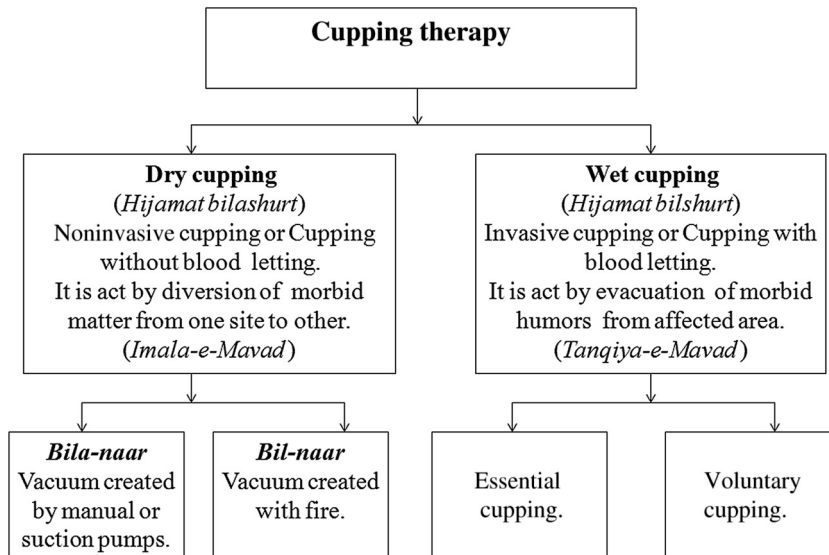 Cupping therapy
Dry cupping
(Hijamat bilashurt)
Noninvasive cupping or Cupping
without blood letting.
It is act by diversion of morbid
matter from one site to other.
(Imala-e-Mavad)
Wet cupping
(Hijamat bilshurt)
Invasive cupping or Cupping with
blood letting.
It is act by evacuation of morbid
humors from affected area.
(Tanqiya-e-Mavad)
Bila-naar
Vacuum created
by manual or
suction pumps.
Bil-naar
Vacuum created
with fire.
Essential
cupping.
Voluntary
cupping.